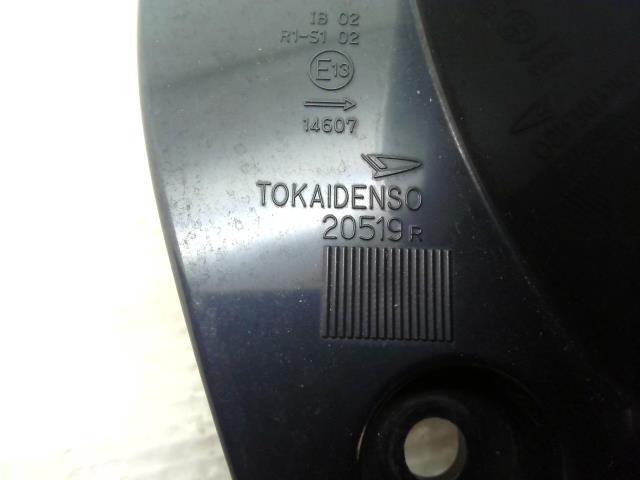 IB 02
R1-S1 02
E13
14607
TOKAIDENSO
20519 R